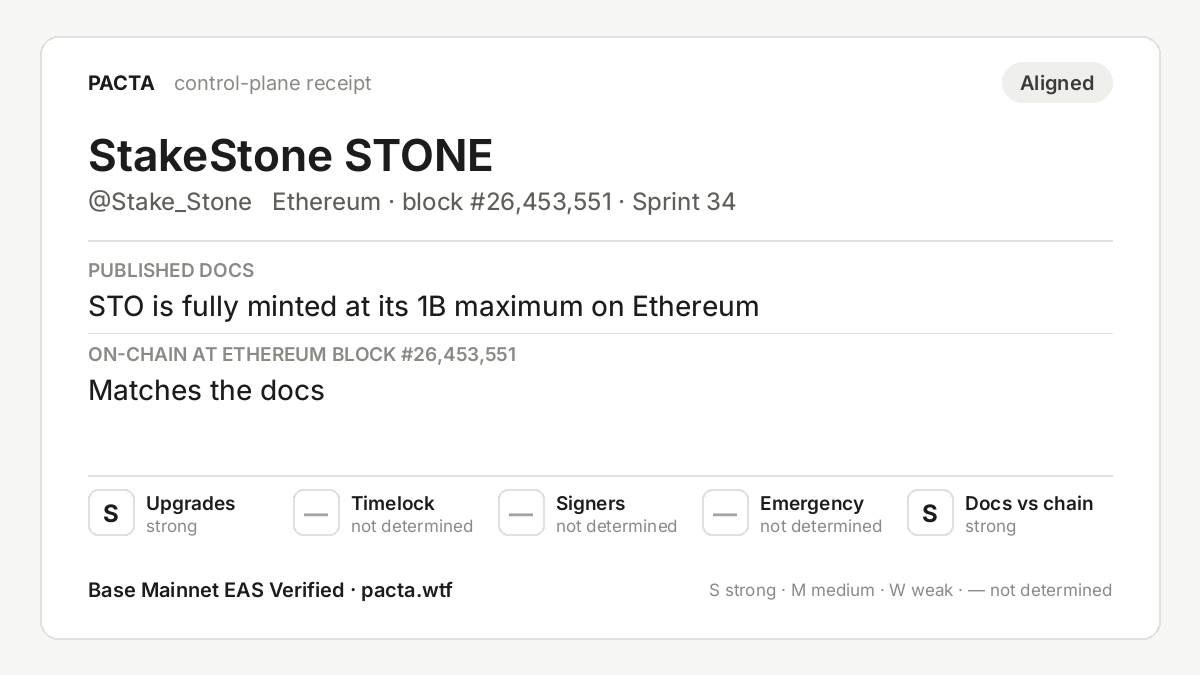 PACTA control-plane receipt Aligned
StakeStone STONE
@Stake_Stone Ethereum · block #26,453,551 · Sprint 34
PUBLISHED DOCS
STO is fully minted at its 1B maximum on Ethereum
ON-CHAIN AT ETHEREUM BLOCK #26,453,551
Matches the docs
S Upgrades strong
— Timelock not determined
— Signers not determined
— Emergency not determined
S Docs vs chain strong
Base Mainnet EAS Verified · pacta.wtf
S strong · M medium · W weak · — not determined